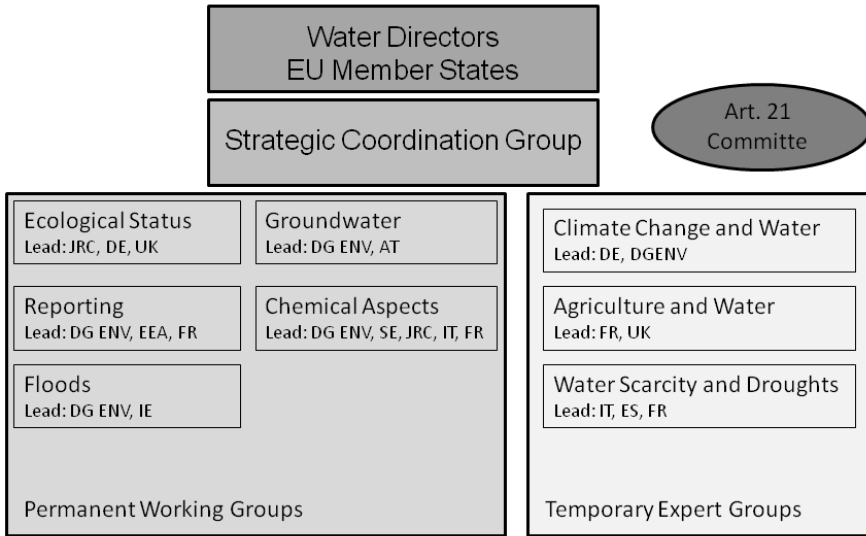 Water Directors
EU Member States
Strategic Coordination Group
Art. 21
Committe
Ecological Status
Lead: JRC, DE, UK
Groundwater
Lead: DG ENV, AT
Reporting
Lead: DG ENV, EEA, FR
Chemical Aspects
Lead: DG ENV, SE, JRC, IT, FR
Floods
Lead: DG ENV, IE
Permanent Working Groups
Climate Change and Water
Lead: DE, DGENV
Agriculture and Water
Lead: FR, UK
Water Scarcity and Droughts
Lead: IT, ES, FR
Temporary Expert Groups